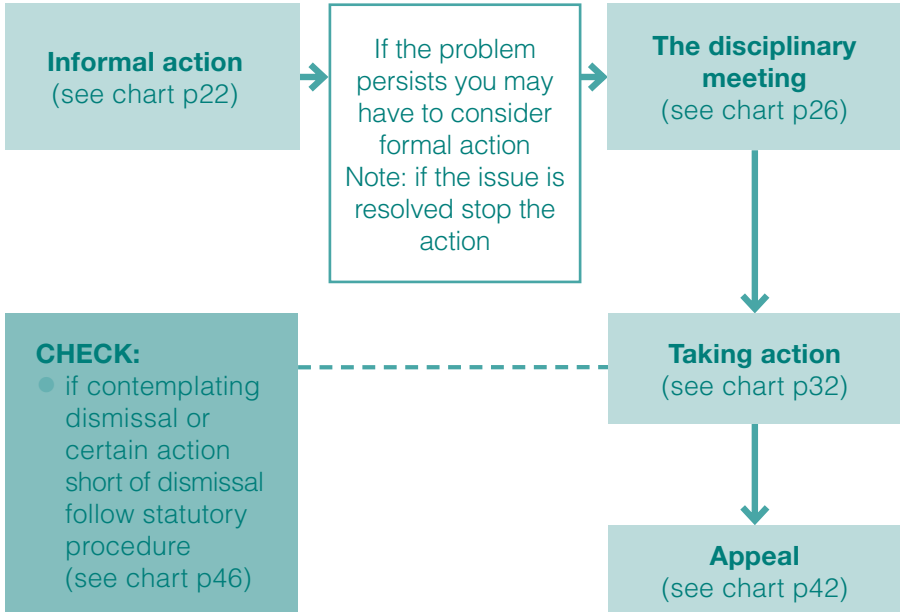 Informal action
(see chart p22)
If the problem
persists you may
have to consider
formal action
Note: if the issue is
resolved stop the
action
The disciplinary
meeting
(see chart p26)
CHECK:
if contemplating
dismissal or
certain action
short of dismissal
follow statutory
procedure
(see chart p46)
Taking action
(see chart p32)
Appeal
(see chart p42)